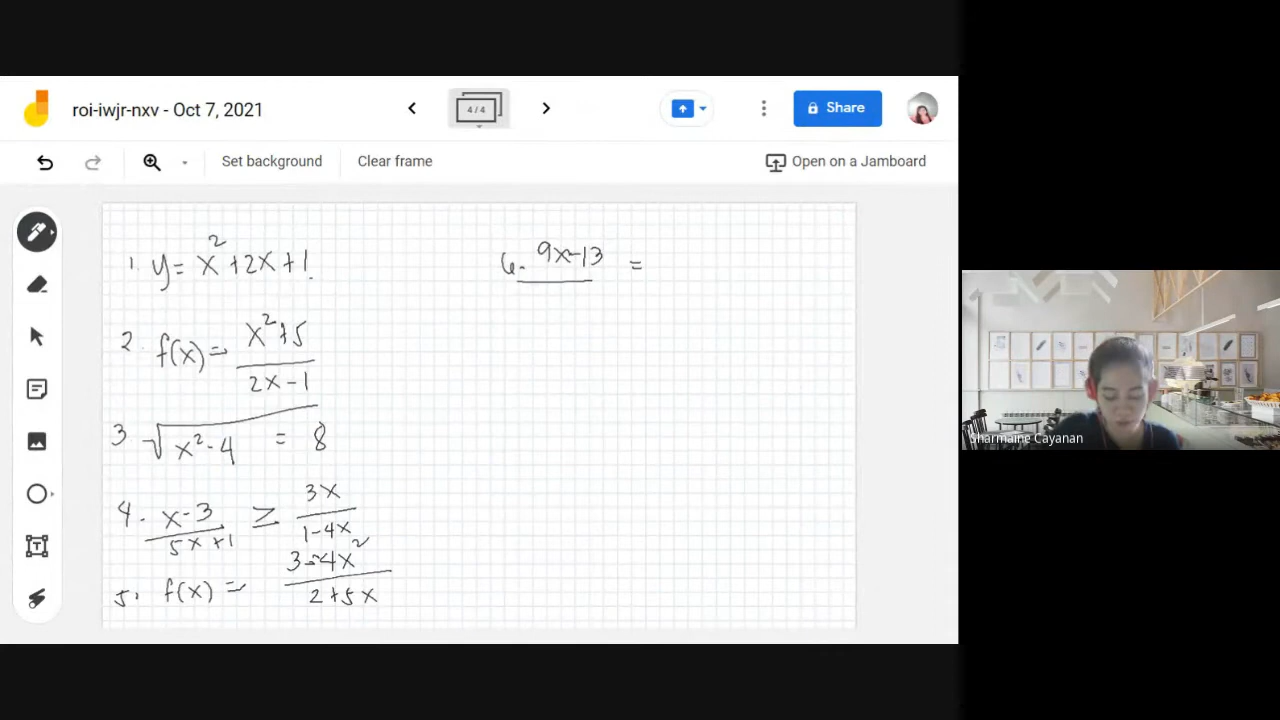 roi-iwjr-nxv - Oct 7, 2021
4 / 4
Share
Set background
Clear frame
Open on a Jamboard
1. y = x² + 2x + 1.
2. f(x) = x² + 5
2x - 1
3 √x² - 4 = 8
4. x - 3 ≥ 3x
5x + 1 1 - 4x
5. f(x) = 3 - 4x²
2 + 5x
6. 9x - 13 =
Sharmaine Cayanan